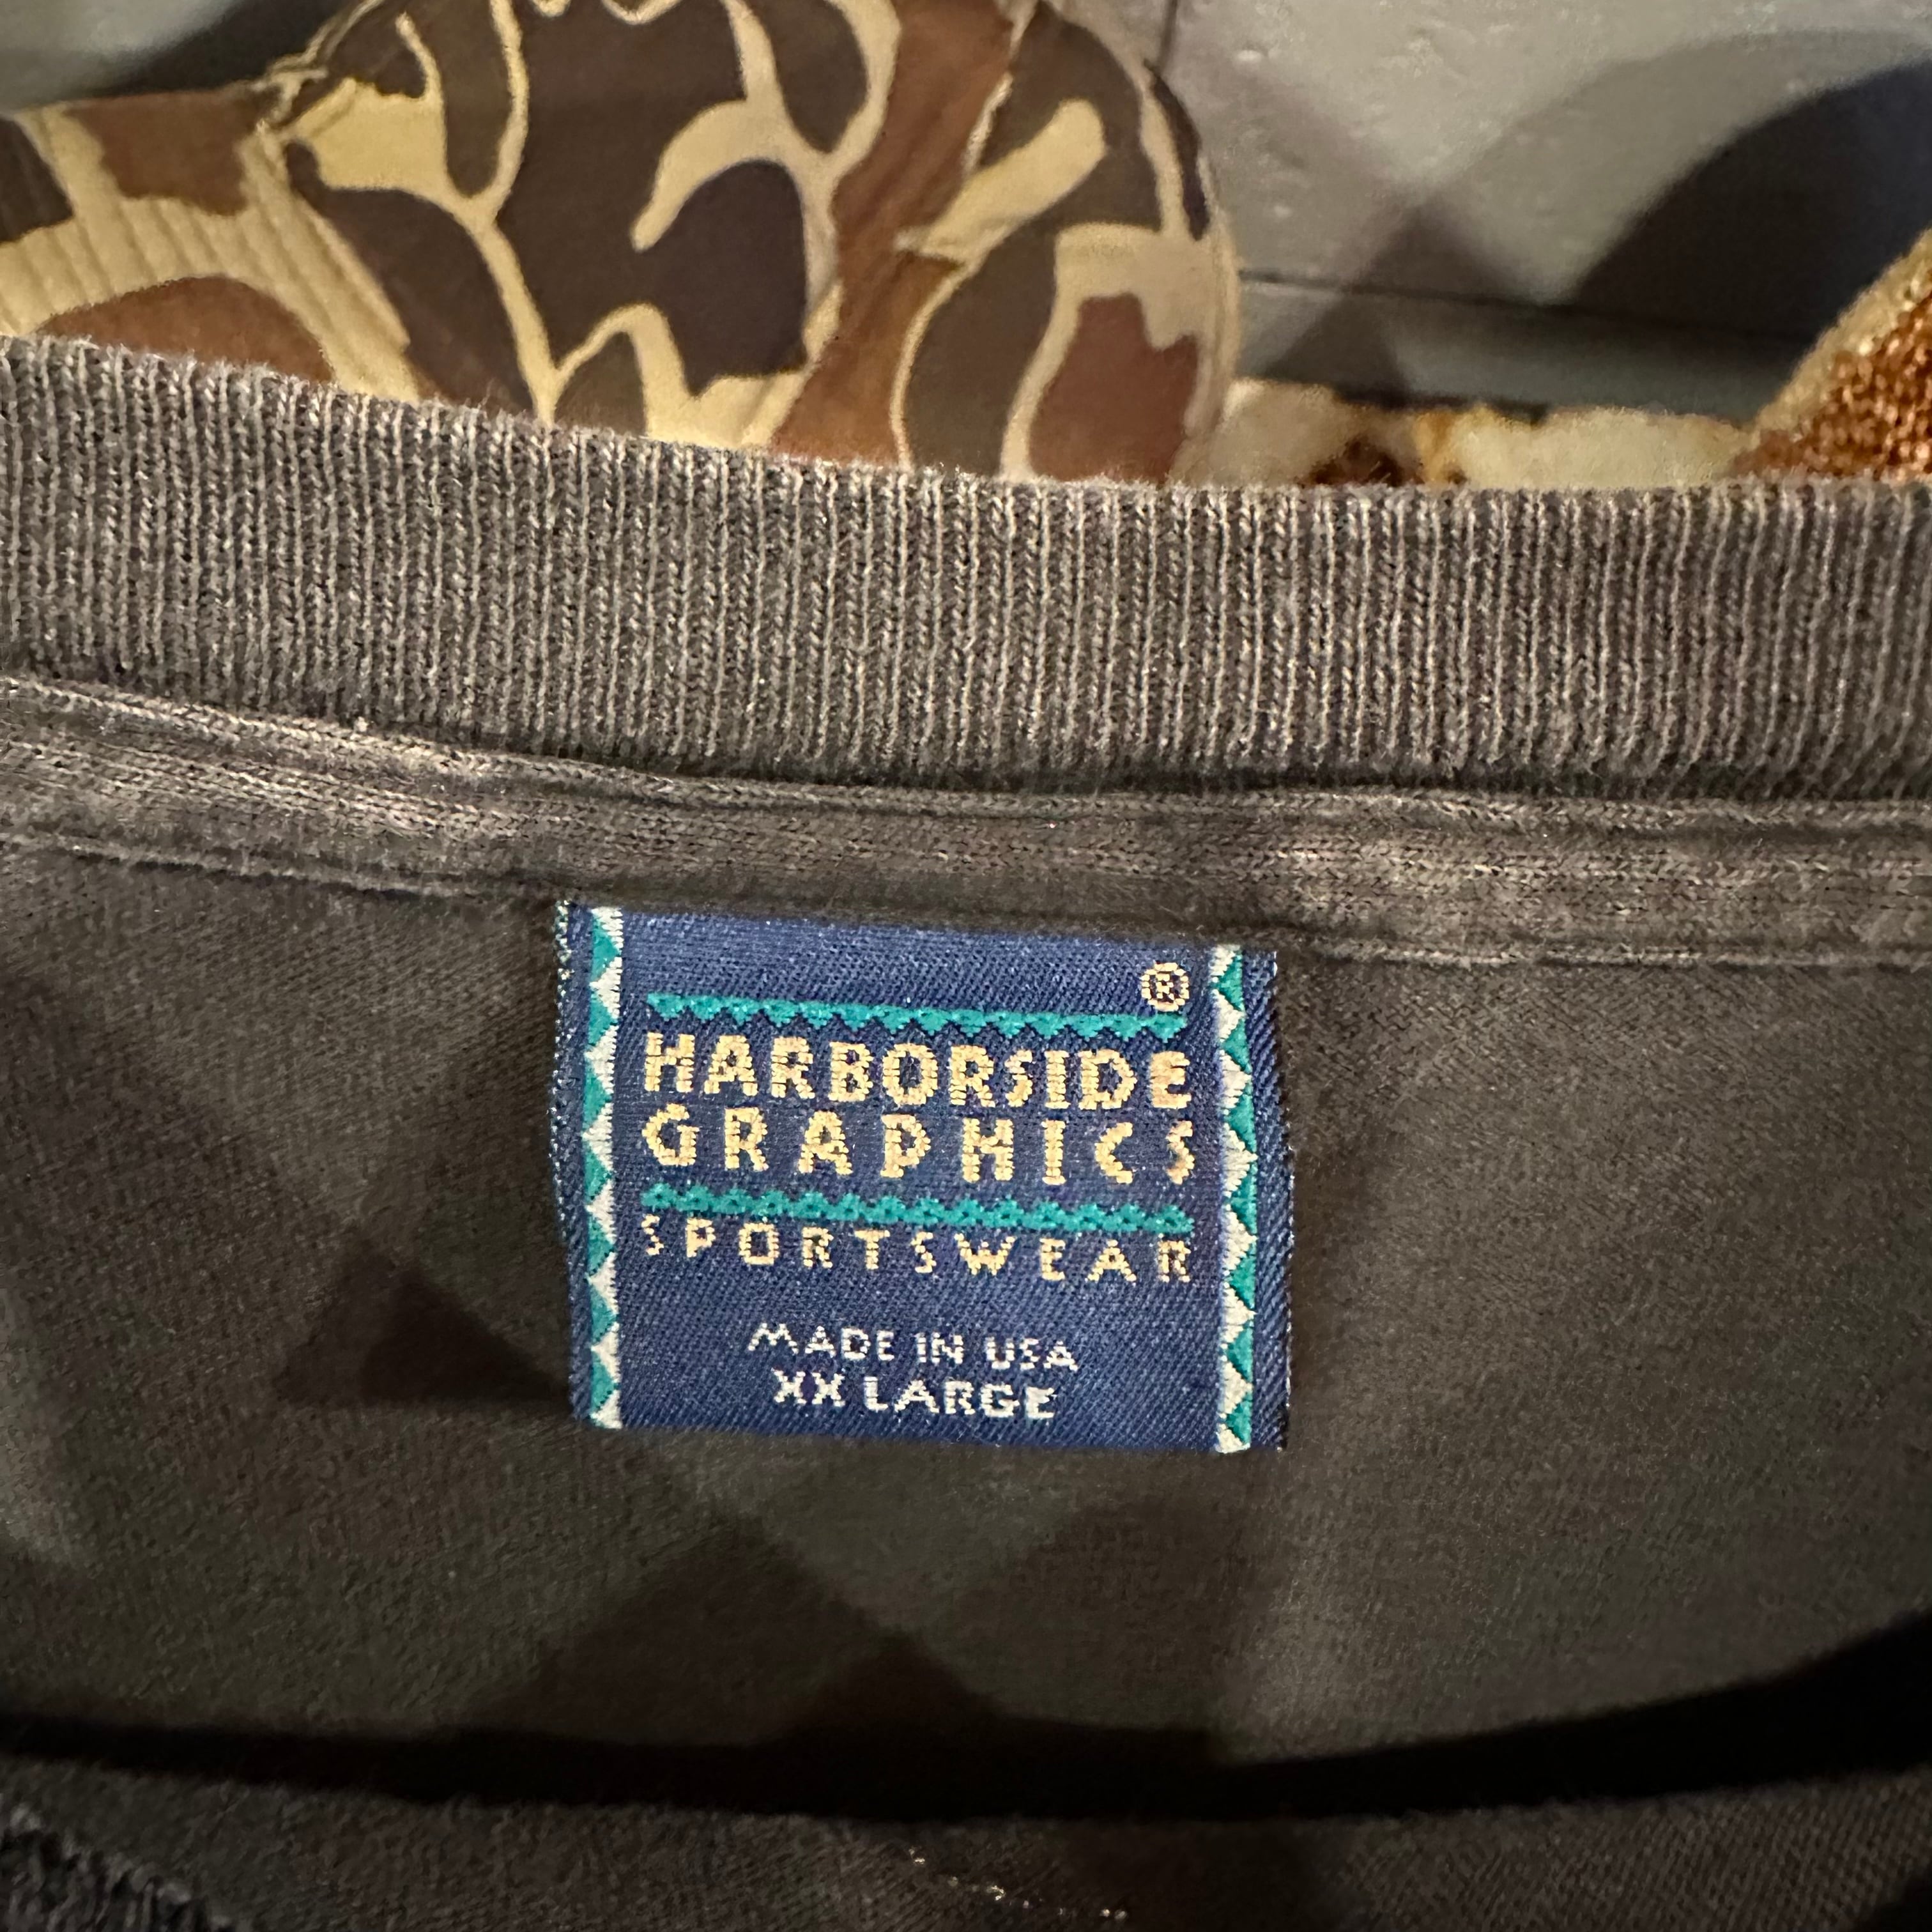 ®
HARBORSIDE
GRAPHICS
SPORTSWEAR
MADE IN USA
XX LARGE